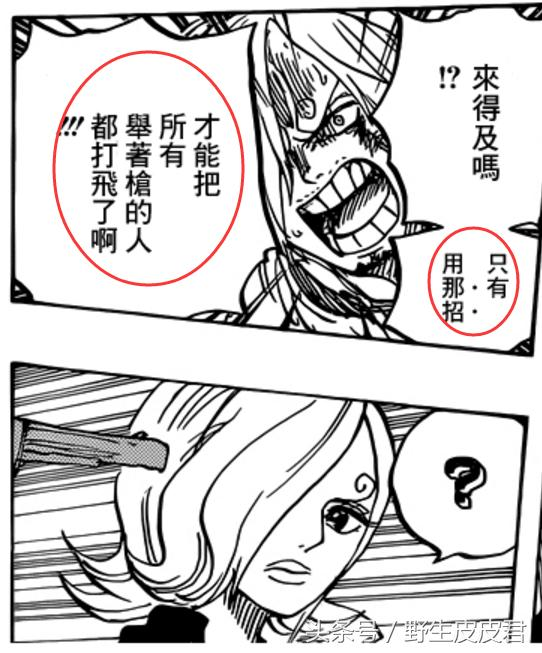 來得及嗎
!?
只有
．．
用那招
才能把
所有
舉著槍的人
都打飛了啊
!!!
?
头条号 / 野生皮皮君